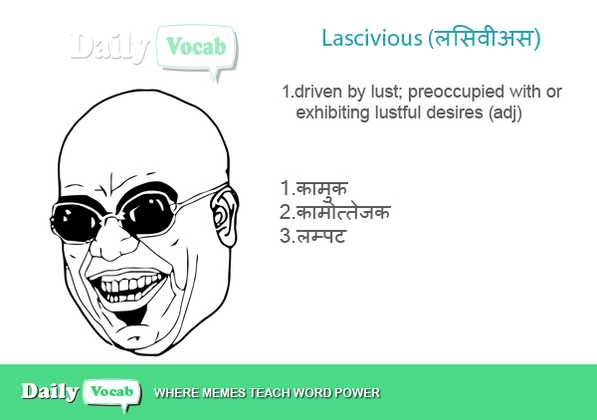 Daily Vocab
Lascivious (लसिवीअस)
1.driven by lust; preoccupied with or
exhibiting lustful desires (adj)
1.कामुक
2.कामोत्तेजक
3.लम्पट
Daily Vocab WHERE MEMES TEACH WORD POWER